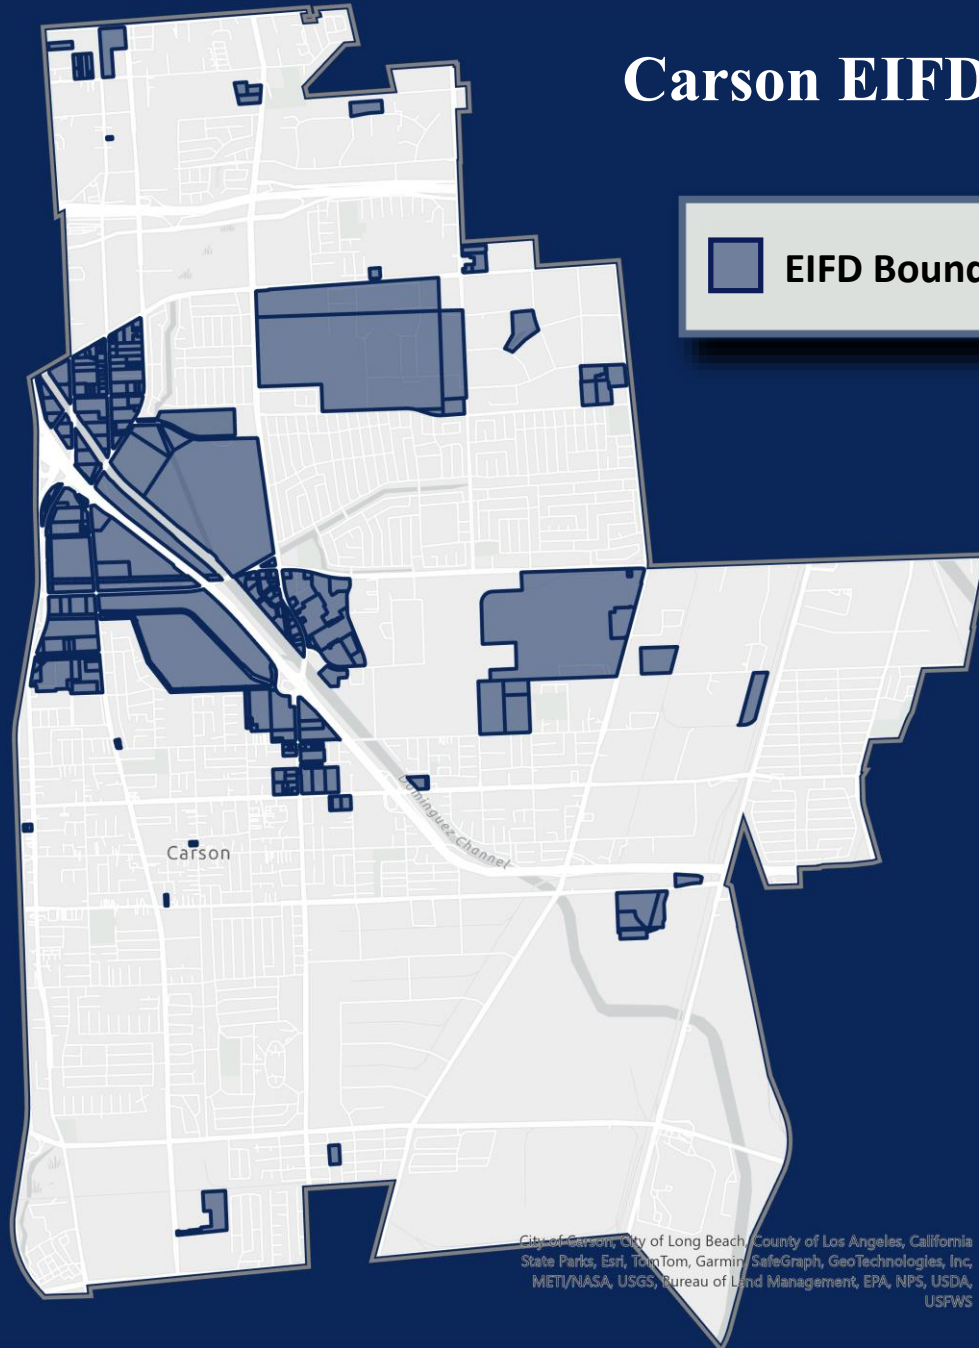 Carson EIFD
EIFD Bound
Dominguez Channel
Carson
City of Carson, City of Long Beach, County of Los Angeles, California
State Parks, Esri, TomTom, Garmin, SafeGraph, GeoTechnologies, Inc,
METI/NASA, USGS, Bureau of Land Management, EPA, NPS, USDA,
USFWS